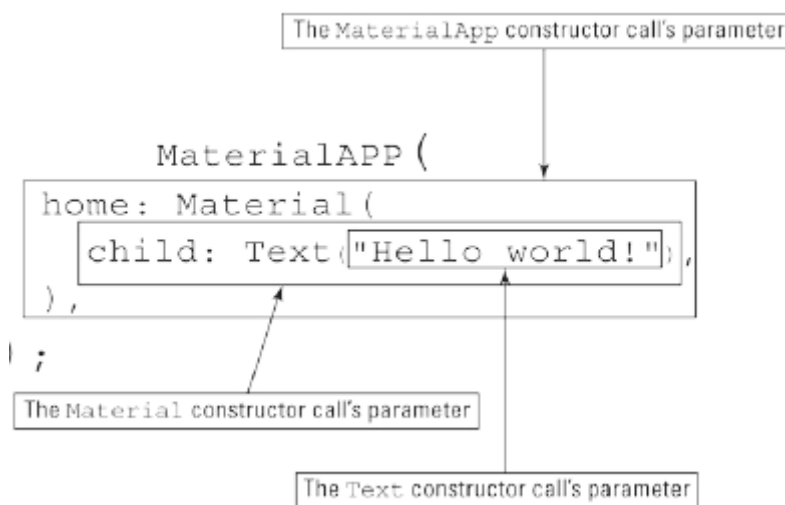 The MaterialApp constructor call's parameter
MaterialAPP(
home: Material(
child: Text("Hello world!"),
),
);
The Material constructor call's parameter
The Text constructor call's parameter